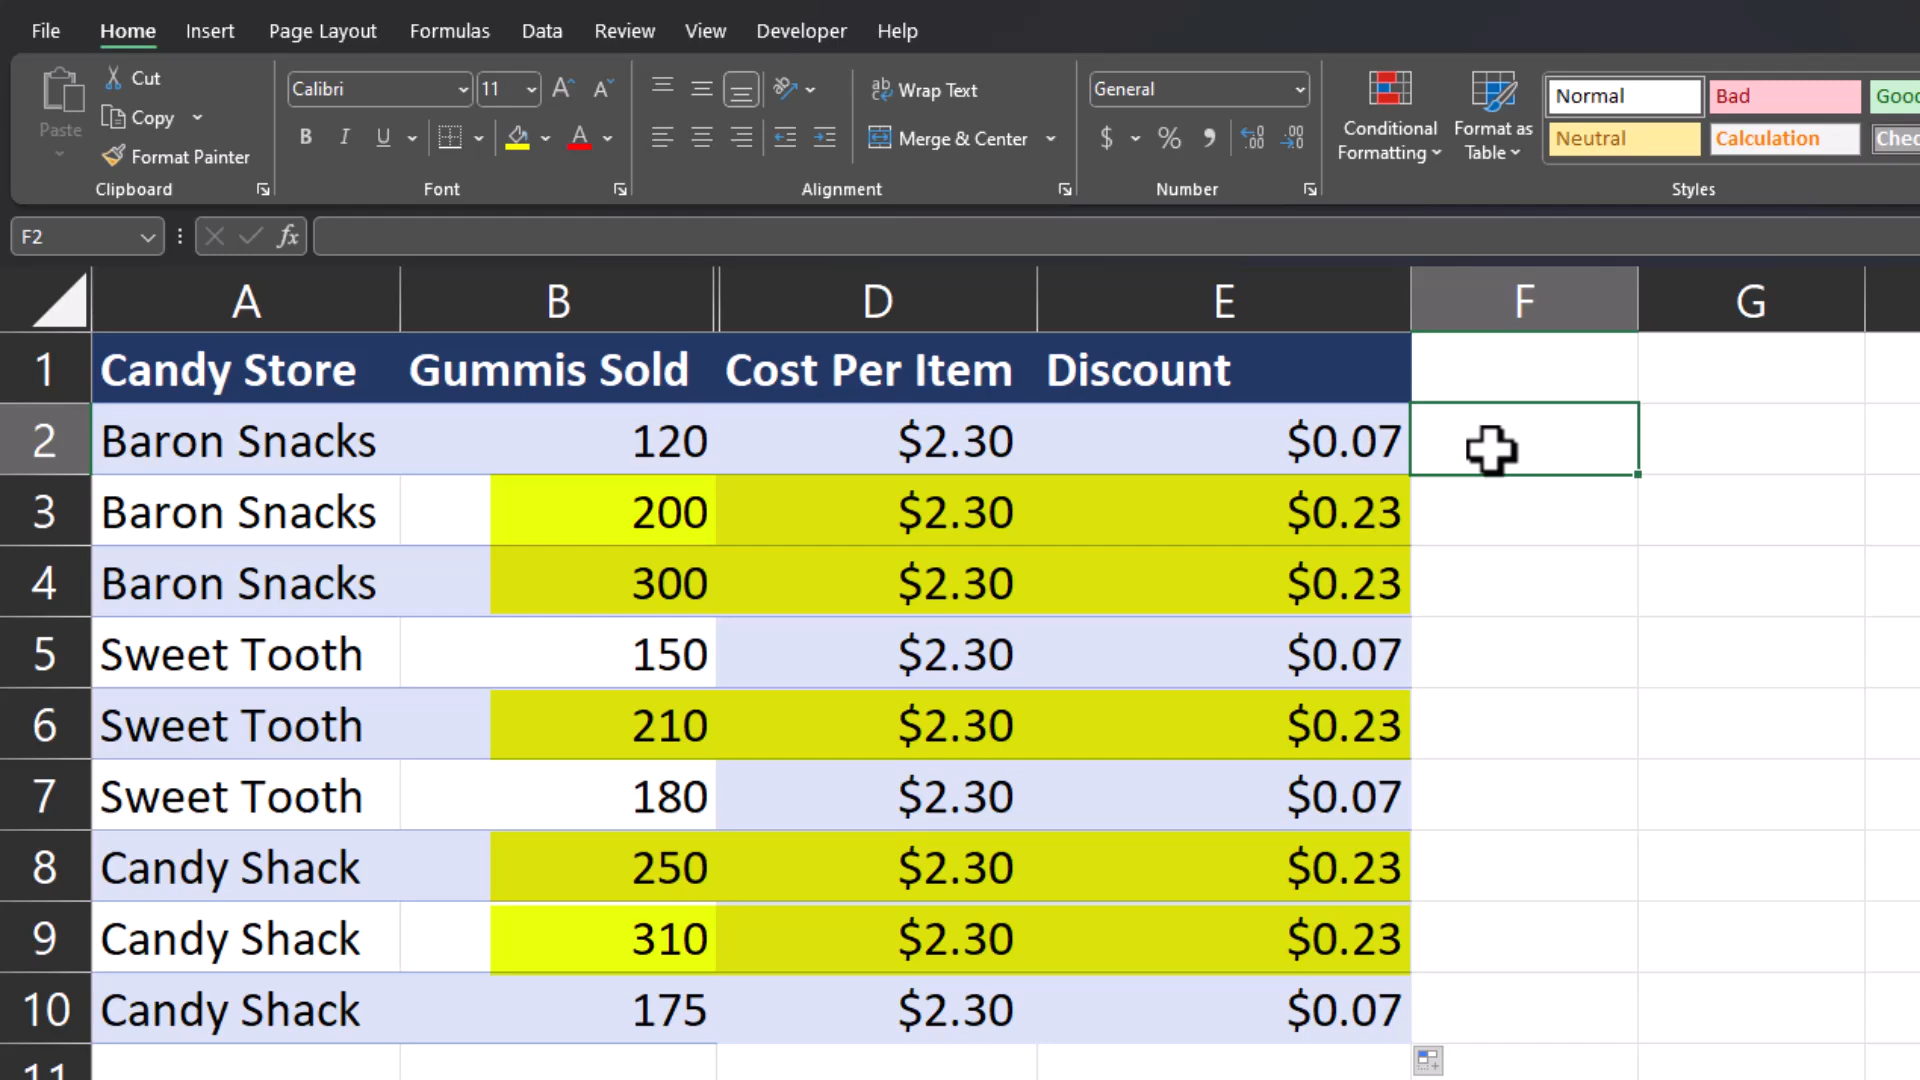 File Home Insert Page Layout Formulas Data Review View Developer Help
Paste
Cut
Copy
Format Painter
Clipboard
Calibri 11 A A
B I U A
Font
ab Wrap Text
Merge & Center
Alignment
General
$ % 9 .00
Number
Conditional Formatting
Format as Table
Normal Bad Good
Neutral Calculation
Styles
F2 fx
A B D E F G
1 Candy Store Gummis Sold Cost Per Item Discount
2 Baron Snacks 120 $2.30 $0.07
3 Baron Snacks 200 $2.30 $0.23
4 Baron Snacks 300 $2.30 $0.23
5 Sweet Tooth 150 $2.30 $0.07
6 Sweet Tooth 210 $2.30 $0.23
7 Sweet Tooth 180 $2.30 $0.07
8 Candy Shack 250 $2.30 $0.23
9 Candy Shack 310 $2.30 $0.23
10 Candy Shack 175 $2.30 $0.07
11